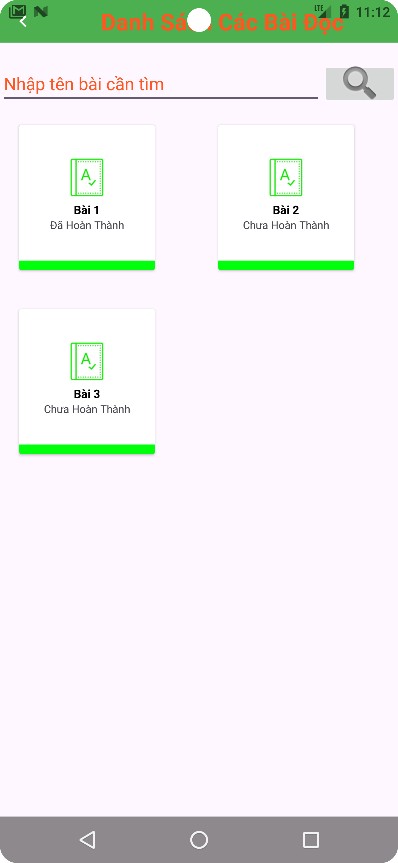 LTE 11:12
Danh Sá Các Bài Đọc
Nhập tên bài cần tìm
A
Bài 1
Đã Hoàn Thành
A
Bài 2
Chưa Hoàn Thành
A
Bài 3
Chưa Hoàn Thành